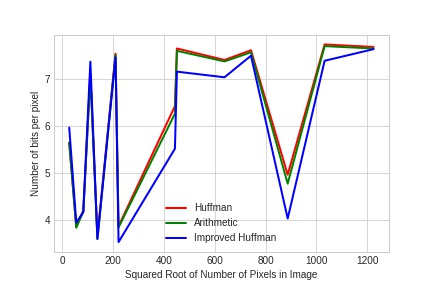 7
6
5
4
Number of bits per pixel
Huffman
Arithmetic
Improved Huffman
0 200 400 600 800 1000 1200
Squared Root of Number of Pixels in Image